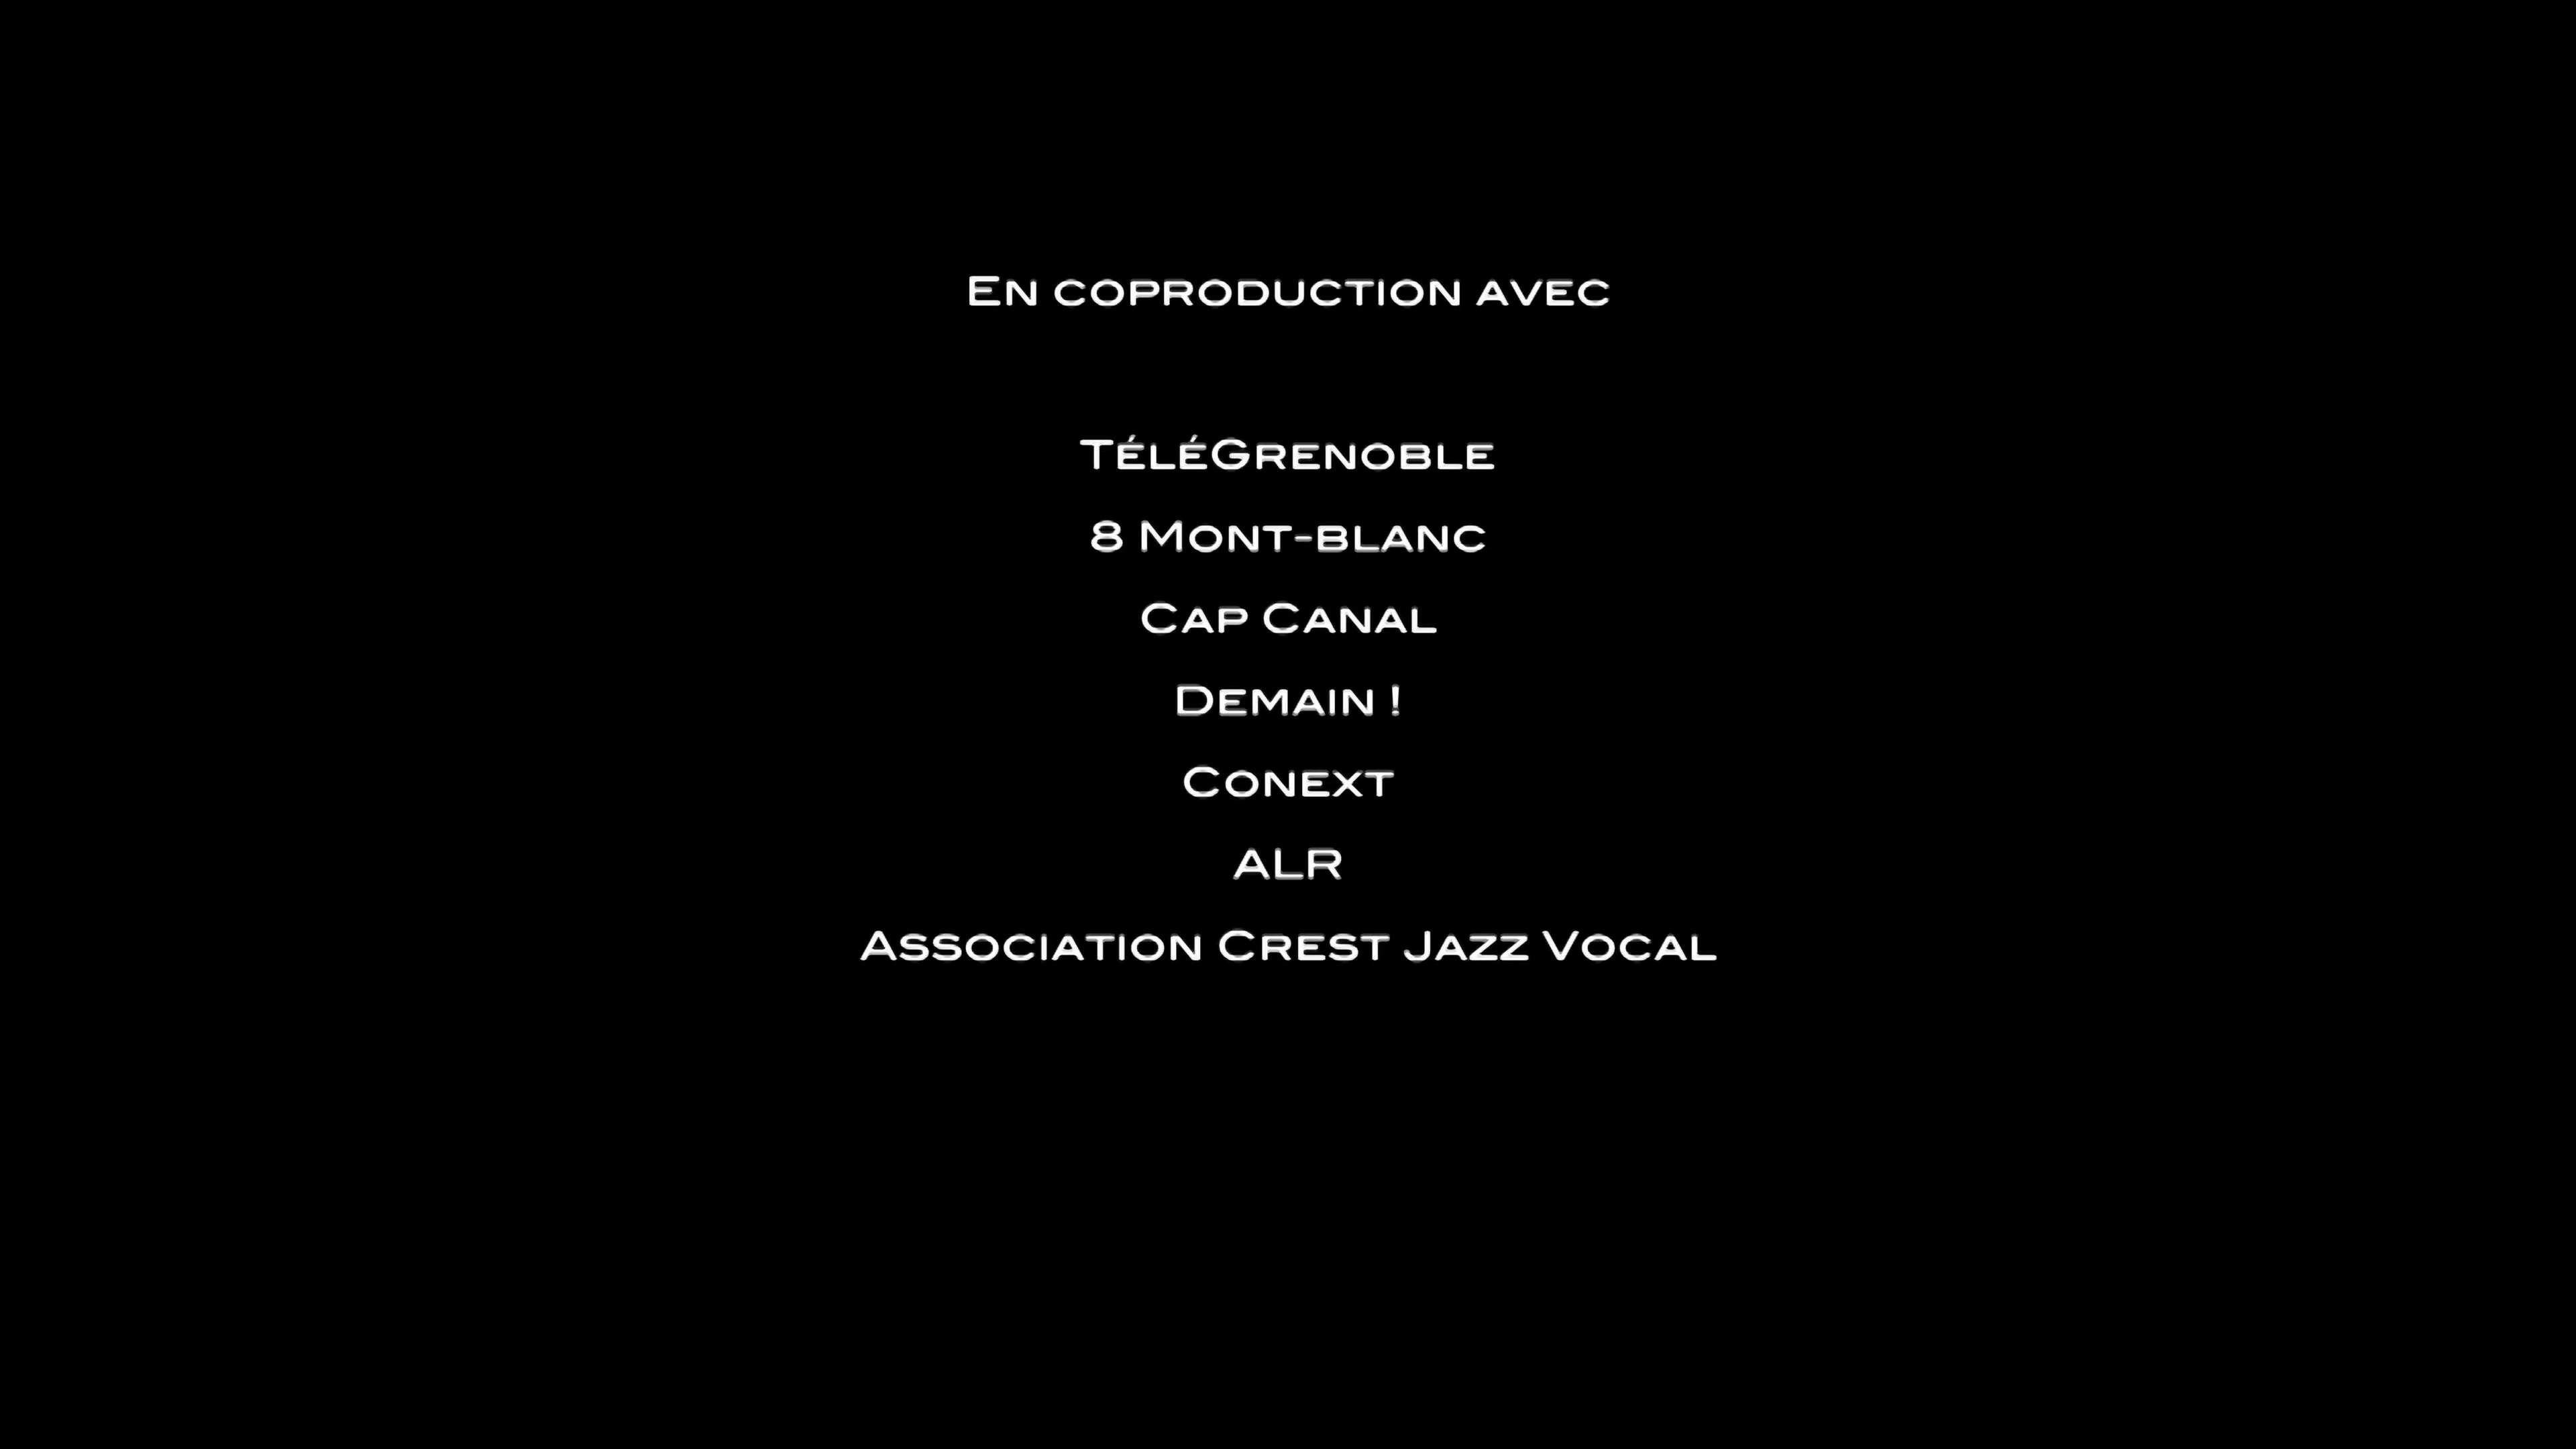 En coproduction avec
TéléGrenoble
8 Mont-blanc
Cap Canal
Demain !
Conext
ALR
Association Crest Jazz Vocal